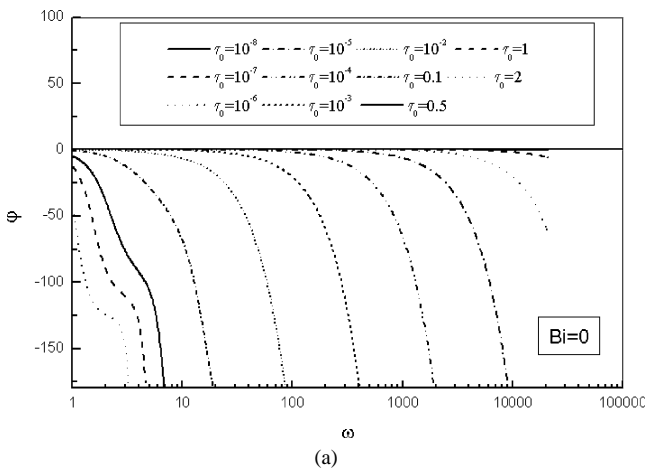 100
τ₀=10⁻⁸ τ₀=10⁻⁵ τ₀=10⁻² τ₀=1
τ₀=10⁻⁷ τ₀=10⁻⁴ τ₀=0.1 τ₀=2
τ₀=10⁻⁶ τ₀=10⁻³ τ₀=0.5
50
0
φ
-50
-100
-150
Bi=0
1 10 100 1000 10000 100000
ω
(a)